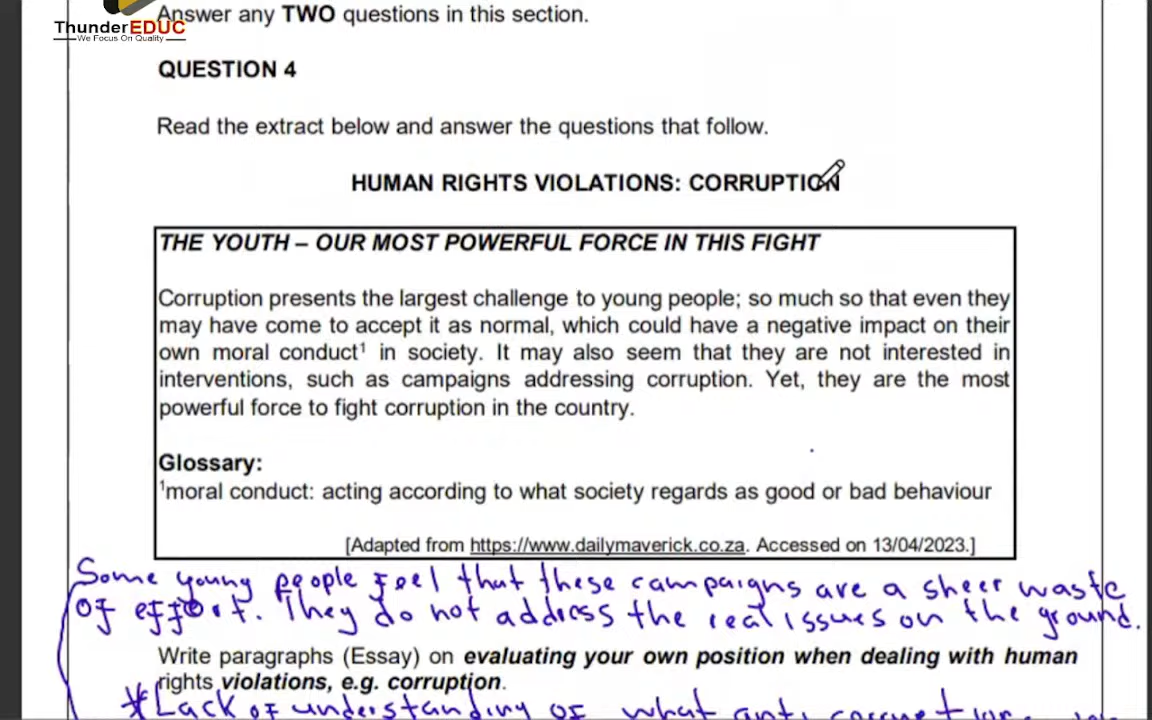 Answer any TWO questions in this section.
ThunderEDUC
We Focus On Quality
QUESTION 4
Read the extract below and answer the questions that follow.
HUMAN RIGHTS VIOLATIONS: CORRUPTION
THE YOUTH – OUR MOST POWERFUL FORCE IN THIS FIGHT
Corruption presents the largest challenge to young people; so much so that even they
may have come to accept it as normal, which could have a negative impact on their
own moral conduct¹ in society. It may also seem that they are not interested in
interventions, such as campaigns addressing corruption. Yet, they are the most
powerful force to fight corruption in the country.
Glossary:
¹moral conduct: acting according to what society regards as good or bad behaviour
[Adapted from https://www.dailymaverick.co.za. Accessed on 13/04/2023.]
Some young people feel that these campaigns are a sheer waste
of effort. They do not address the real issues on the ground.
Write paragraphs (Essay) on evaluating your own position when dealing with human
rights violations, e.g. corruption.
*Lack of understanding of what anti corruption